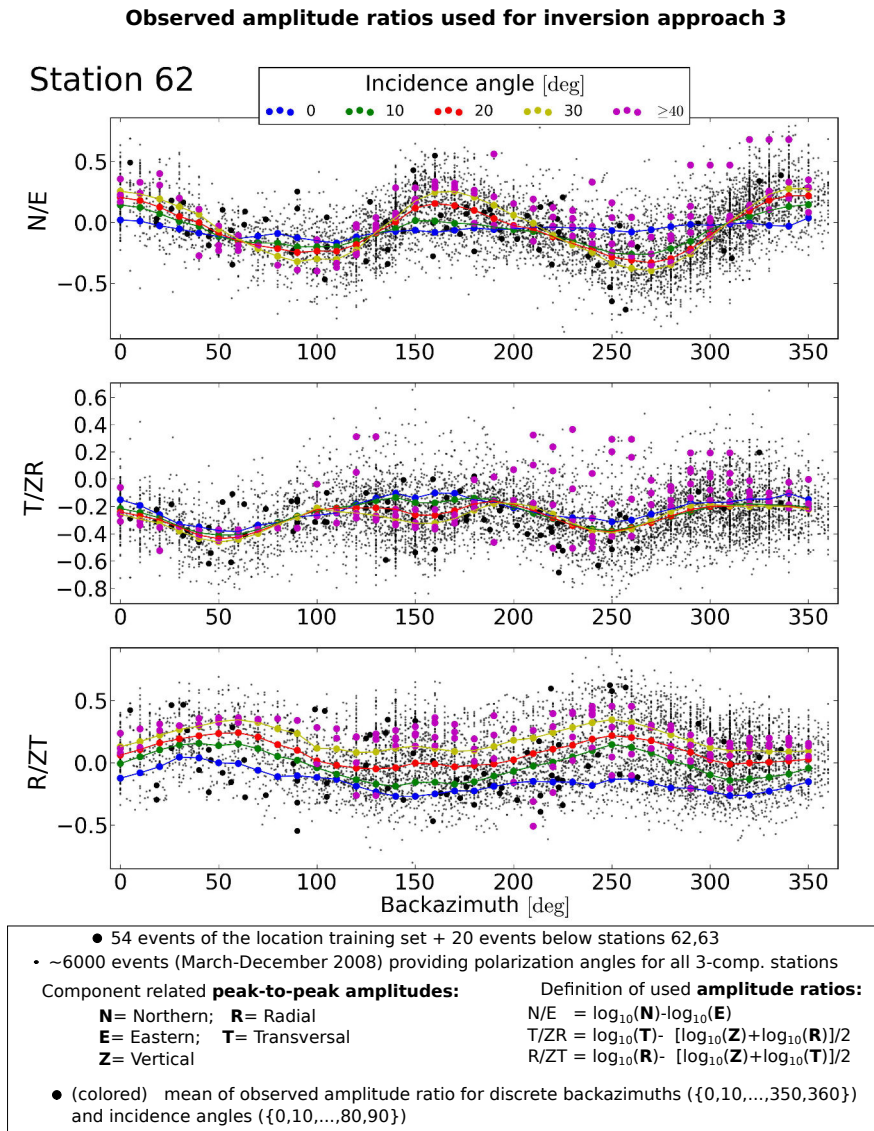 Observed amplitude ratios used for inversion approach 3
Station 62
Incidence angle [deg]
0 10 20 30 ≥40
N/E
0.5
0.0
−0.5
0 50 100 150 200 250 300 350
T/ZR
0.6
0.4
0.2
0.0
−0.2
−0.4
−0.6
−0.8
0 50 100 150 200 250 300 350
R/ZT
0.5
0.0
−0.5
0 50 100 150 200 250 300 350
Backazimuth [deg]
● 54 events of the location training set + 20 events below stations 62,63
• ~6000 events (March-December 2008) providing polarization angles for all 3-comp. stations
Component related peak-to-peak amplitudes:
N= Northern; R= Radial
E= Eastern; T= Transversal
Z= Vertical
Definition of used amplitude ratios:
N/E = log₁₀(N)-log₁₀(E)
T/ZR = log₁₀(T)- [log₁₀(Z)+log₁₀(R)]/2
R/ZT = log₁₀(R)- [log₁₀(Z)+log₁₀(T)]/2
● (colored) mean of observed amplitude ratio for discrete backazimuths ({0,10,...,350,360})
and incidence angles ({0,10,...,80,90})